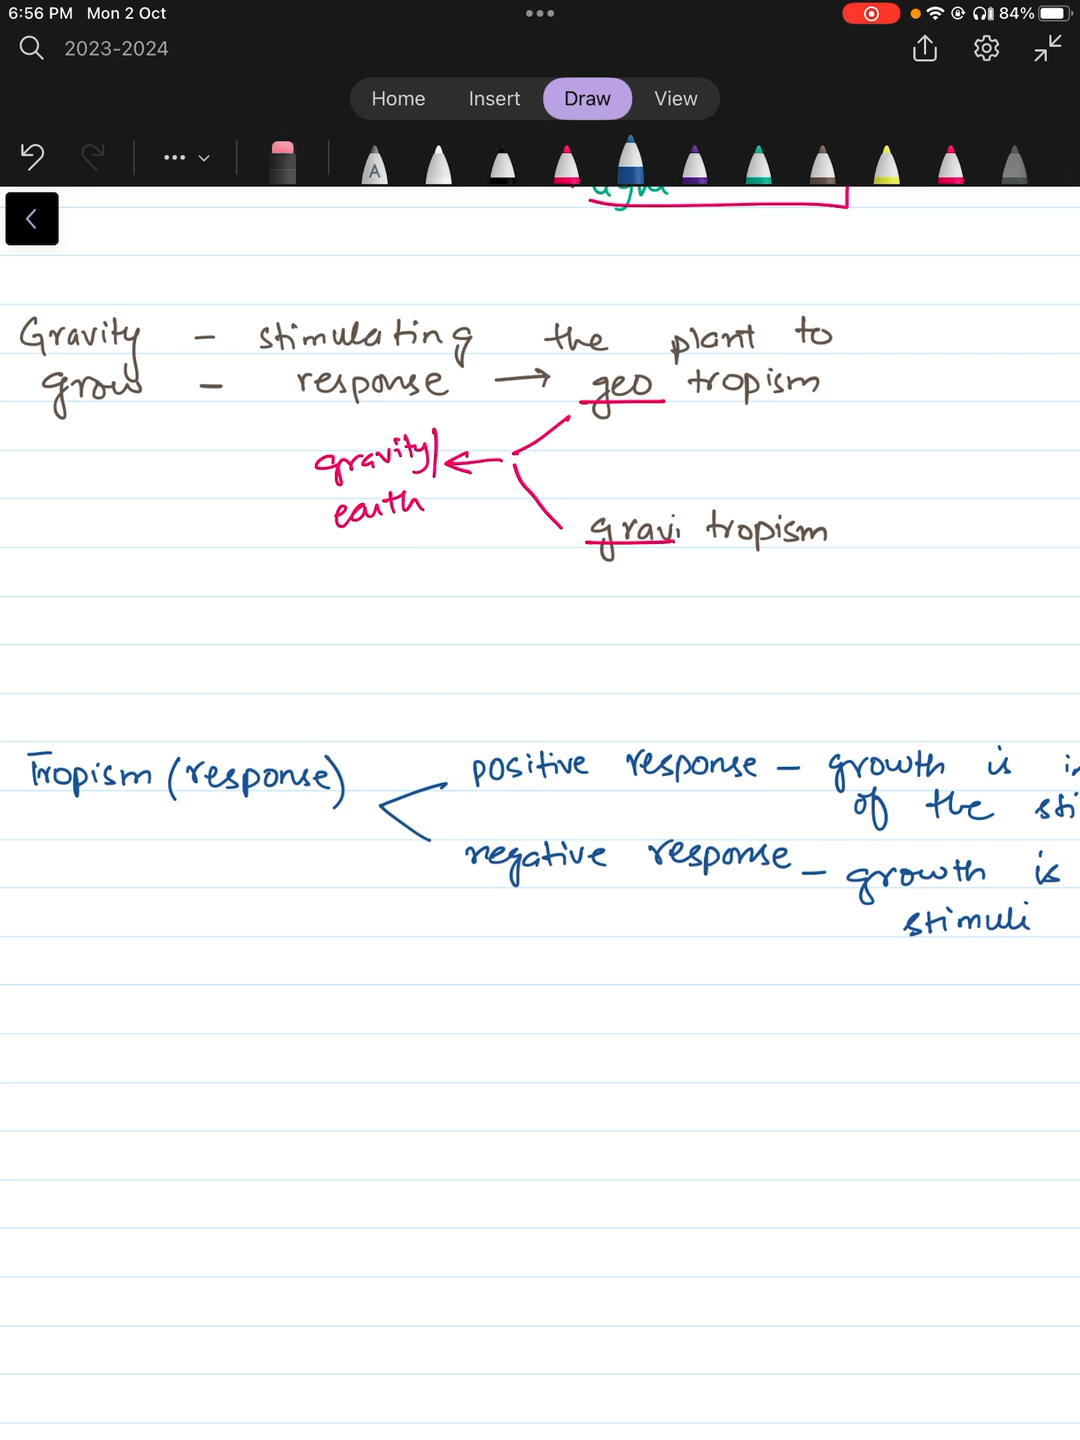 6:56 PM Mon 2 Oct
84%
2023-2024
Home Insert Draw View
A
Gravity - stimulating the plant to
grow - response → geo tropism
gravity/
earth
gravi tropism
Tropism (response)
positive response - growth is
of the
negative response - growth is
stimuli